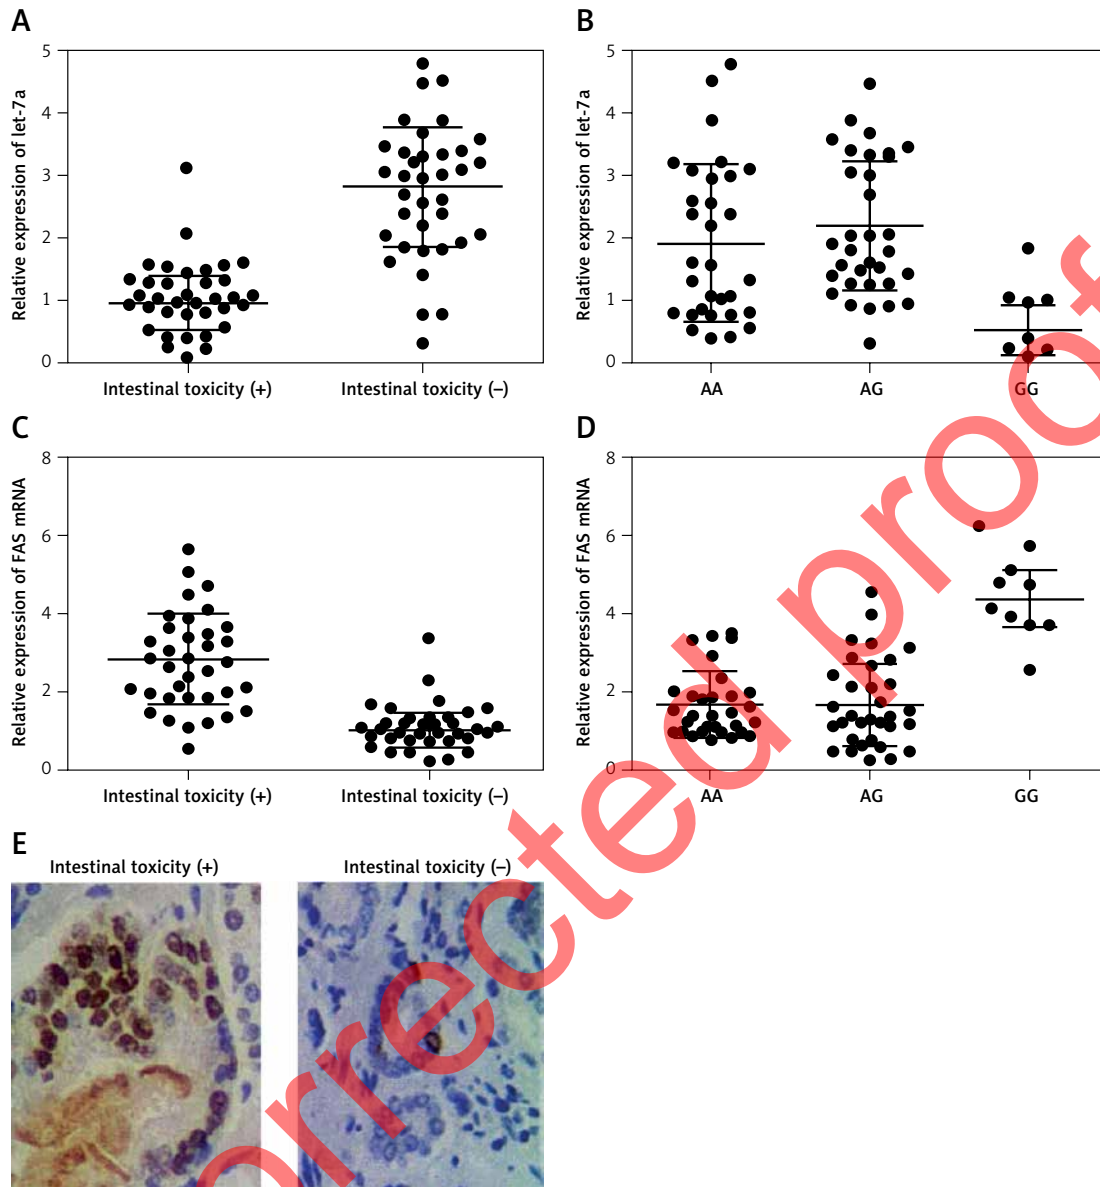 A
Relative expression of let-7a
5
4
3
2
1
0
Intestinal toxicity (+)
Intestinal toxicity (–)
B
Relative expression of let-7a
5
4
3
2
1
0
AA
AG
GG
C
Relative expression of FAS mRNA
8
6
4
2
0
Intestinal toxicity (+)
Intestinal toxicity (–)
D
Relative expression of FAS mRNA
8
6
4
2
0
AA
AG
GG
E
Intestinal toxicity (+)
Intestinal toxicity (–)
orrected proof